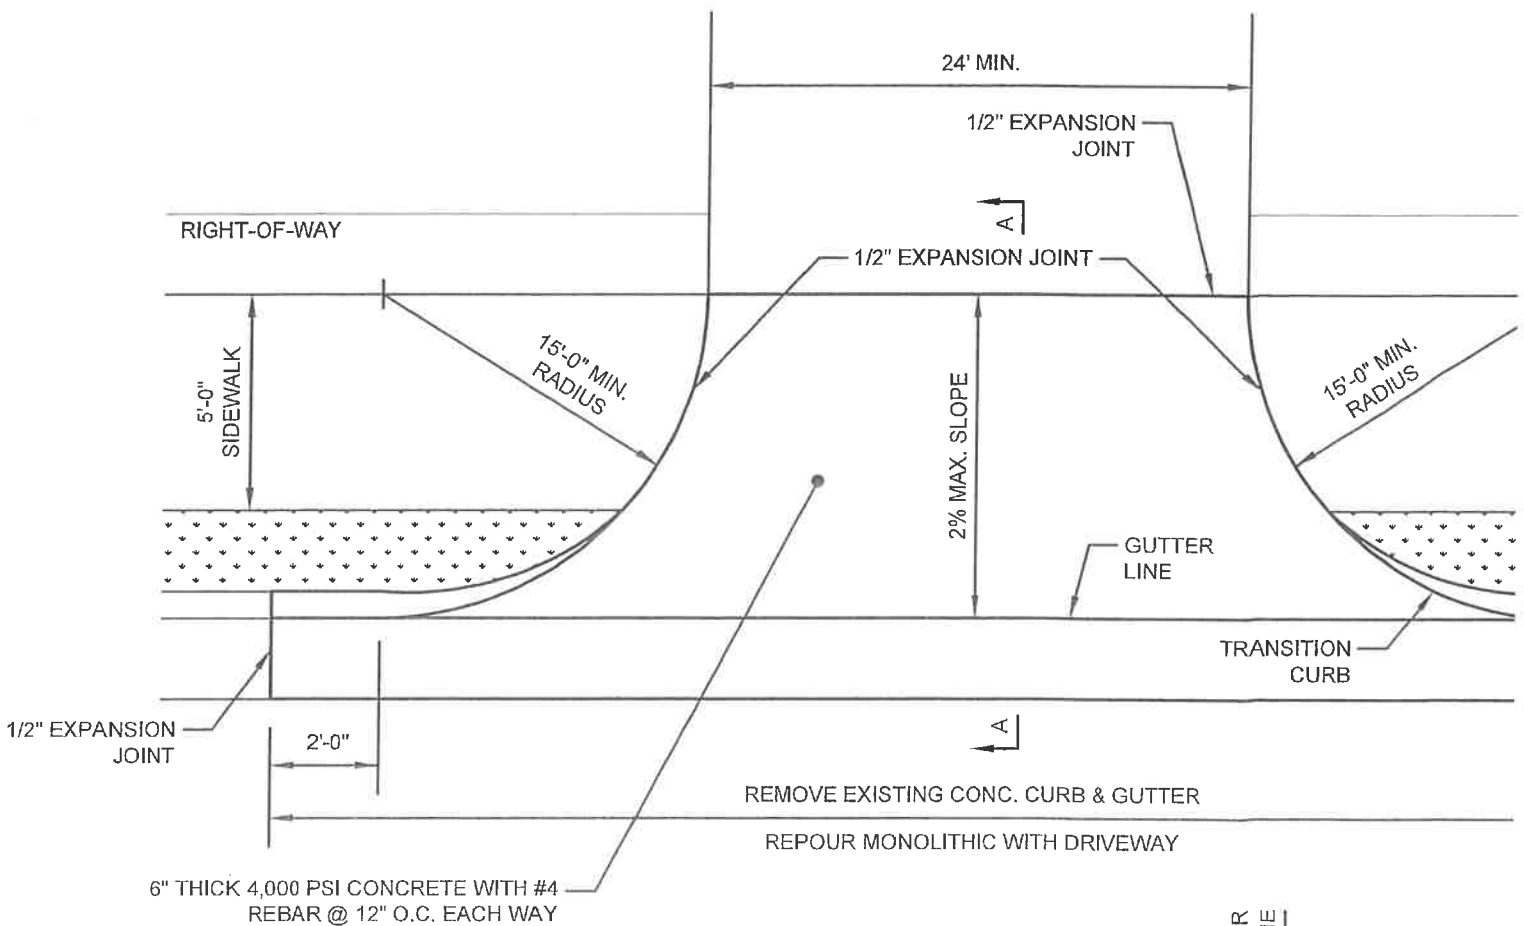 24' MIN.
1/2" EXPANSION
JOINT
A
RIGHT-OF-WAY
1/2" EXPANSION JOINT
5'-0"
SIDEWALK
15'-0" MIN.
RADIUS
2% MAX. SLOPE
15'-0" MIN.
RADIUS
GUTTER
LINE
TRANSITION
CURB
1/2" EXPANSION
JOINT
2'-0"
A
REMOVE EXISTING CONC. CURB & GUTTER
REPOUR MONOLITHIC WITH DRIVEWAY
6" THICK 4,000 PSI CONCRETE WITH #4
REBAR @ 12" O.C. EACH WAY